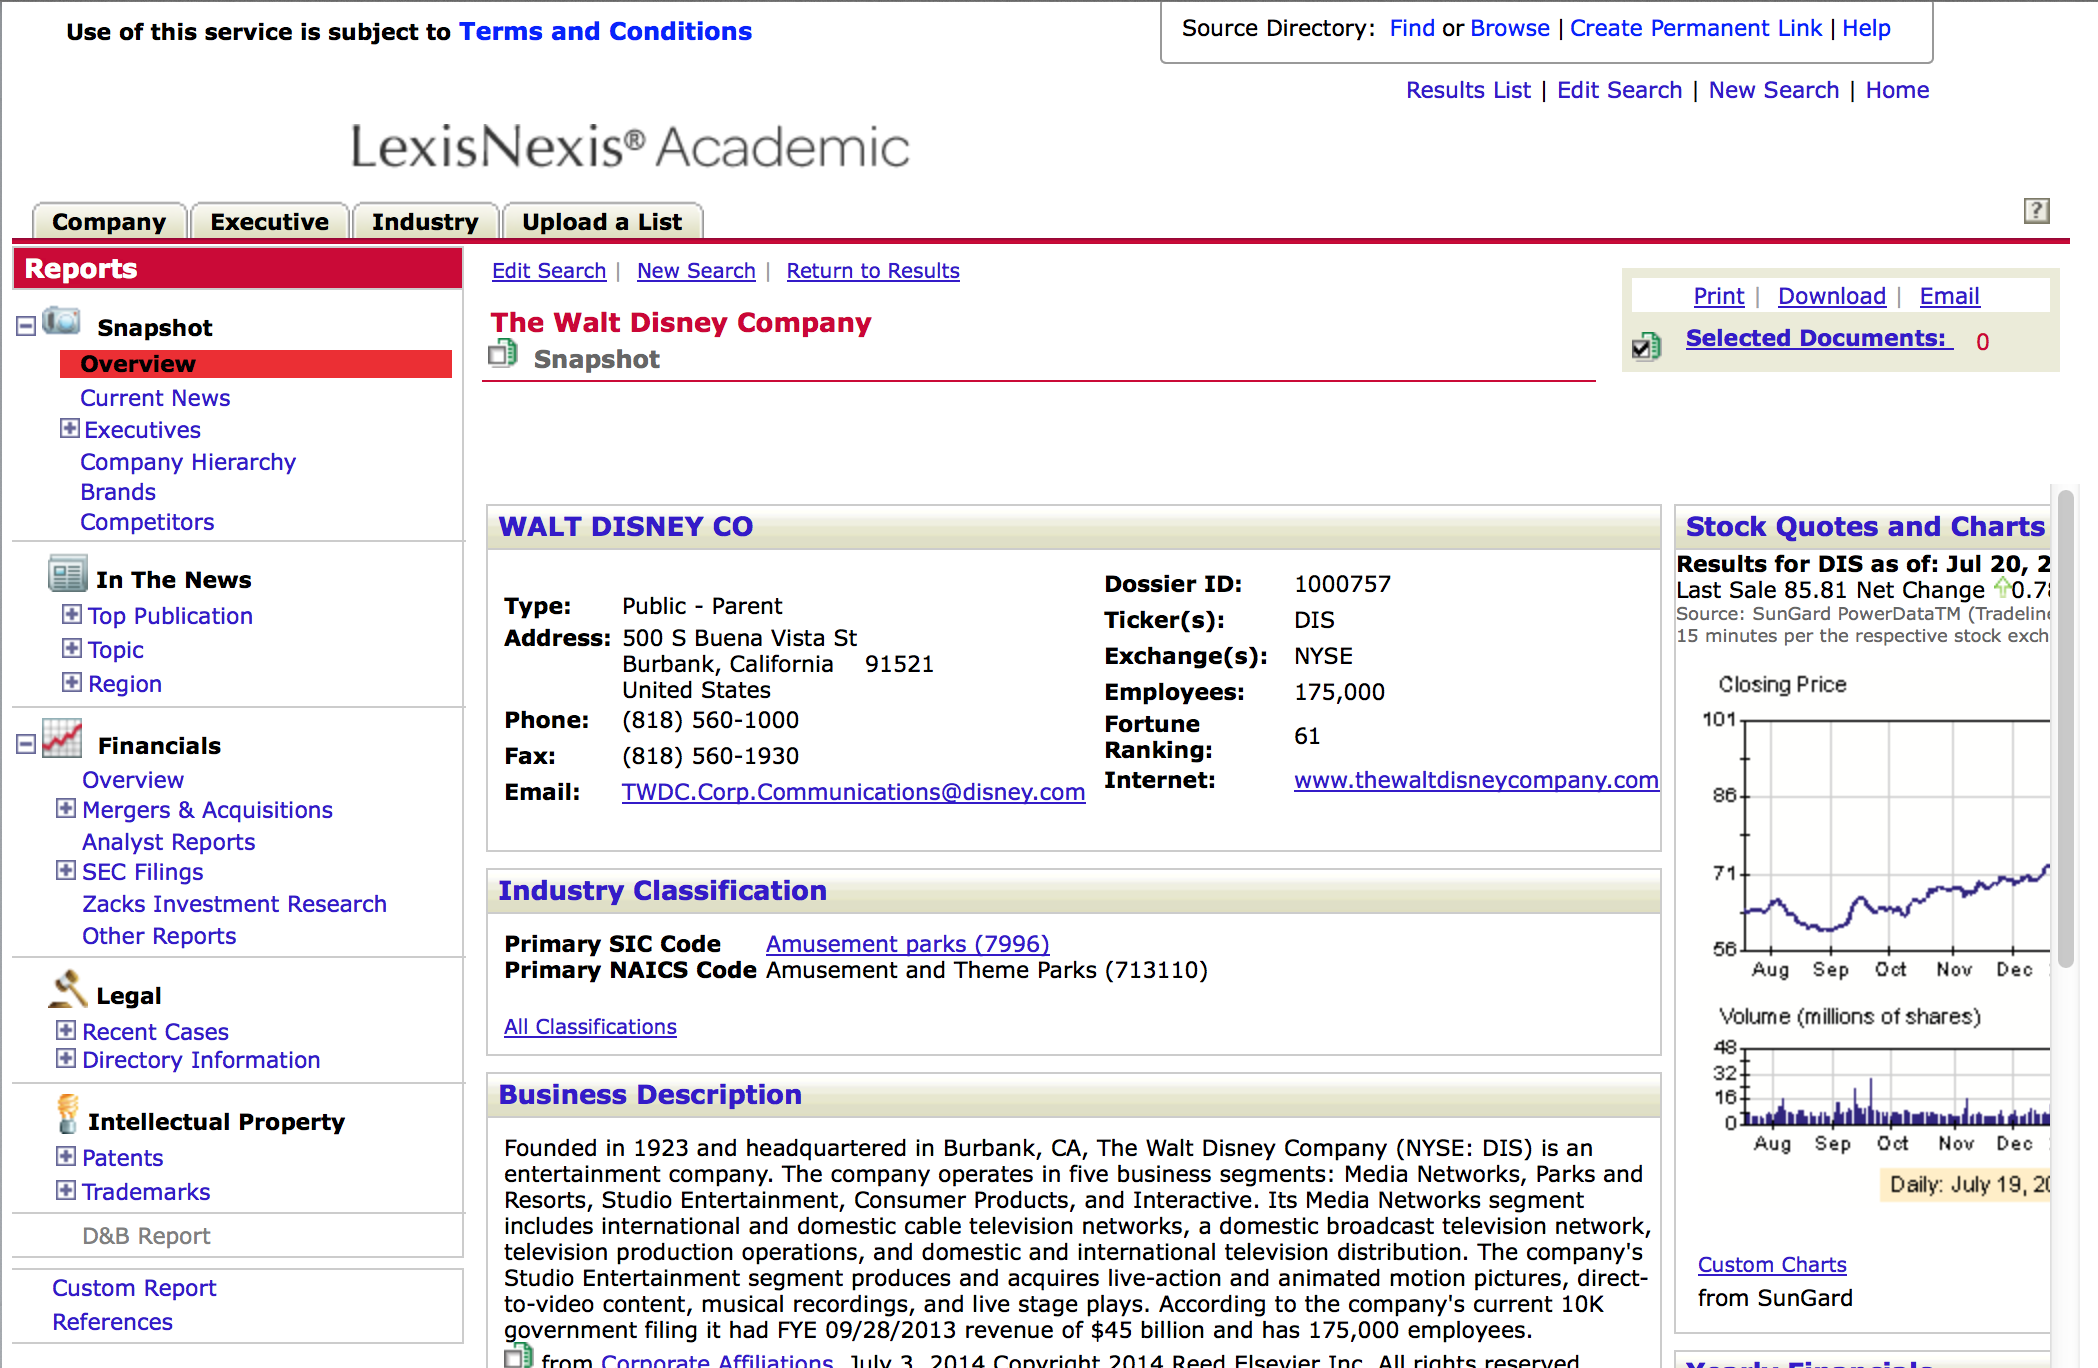 Use of this service is subject to Terms and Conditions
Source Directory: Find or Browse | Create Permanent Link | Help
Results List | Edit Search | New Search | Home
LexisNexis® Academic
Company
Executive
Industry
Upload a List
?
Reports
Snapshot
Overview
Current News
Executives
Company Hierarchy
Brands
Competitors
In The News
Top Publication
Topic
Region
Financials
Overview
Mergers & Acquisitions
Analyst Reports
SEC Filings
Zacks Investment Research
Other Reports
Legal
Recent Cases
Directory Information
Intellectual Property
Patents
Trademarks
D&B Report
Custom Report
References
Edit Search | New Search | Return to Results
The Walt Disney Company
Snapshot
Print | Download | Email
Selected Documents: 0
WALT DISNEY CO
Type: Public - Parent
Address: 500 S Buena Vista St
Burbank, California 91521
United States
Phone: (818) 560-1000
Fax: (818) 560-1930
Email: TWDC.Corp.Communications@disney.com
Dossier ID: 1000757
Ticker(s): DIS
Exchange(s): NYSE
Employees: 175,000
Fortune
Ranking: 61
Internet: www.thewaltdisneycompany.com
Industry Classification
Primary SIC Code Amusement parks (7996)
Primary NAICS Code Amusement and Theme Parks (713110)
All Classifications
Business Description
Founded in 1923 and headquartered in Burbank, CA, The Walt Disney Company (NYSE: DIS) is an
entertainment company. The company operates in five business segments: Media Networks, Parks and
Resorts, Studio Entertainment, Consumer Products, and Interactive. Its Media Networks segment
includes international and domestic cable television networks, a domestic broadcast television network,
television production operations, and domestic and international television distribution. The company's
Studio Entertainment segment produces and acquires live-action and animated motion pictures, direct-
to-video content, musical recordings, and live stage plays. According to the company's current 10K
government filing it had FYE 09/28/2013 revenue of $45 billion and has 175,000 employees.
from Corporate Affiliations, July 3, 2014 Copyright 2014 Reed Elsevier Inc. All rights reserved
Stock Quotes and Charts
Results for DIS as of: Jul 20, 2
Last Sale 85.81 Net Change 0.78
Source: SunGard PowerDataTM (Tradeline
15 minutes per the respective stock exch
Closing Price
101
86
71
56
Aug Sep Oct Nov Dec
Volume (millions of shares)
48
32
16
0
Aug Sep Oct Nov Dec
Daily: July 19, 20
Custom Charts
from SunGard
Yearly Financials